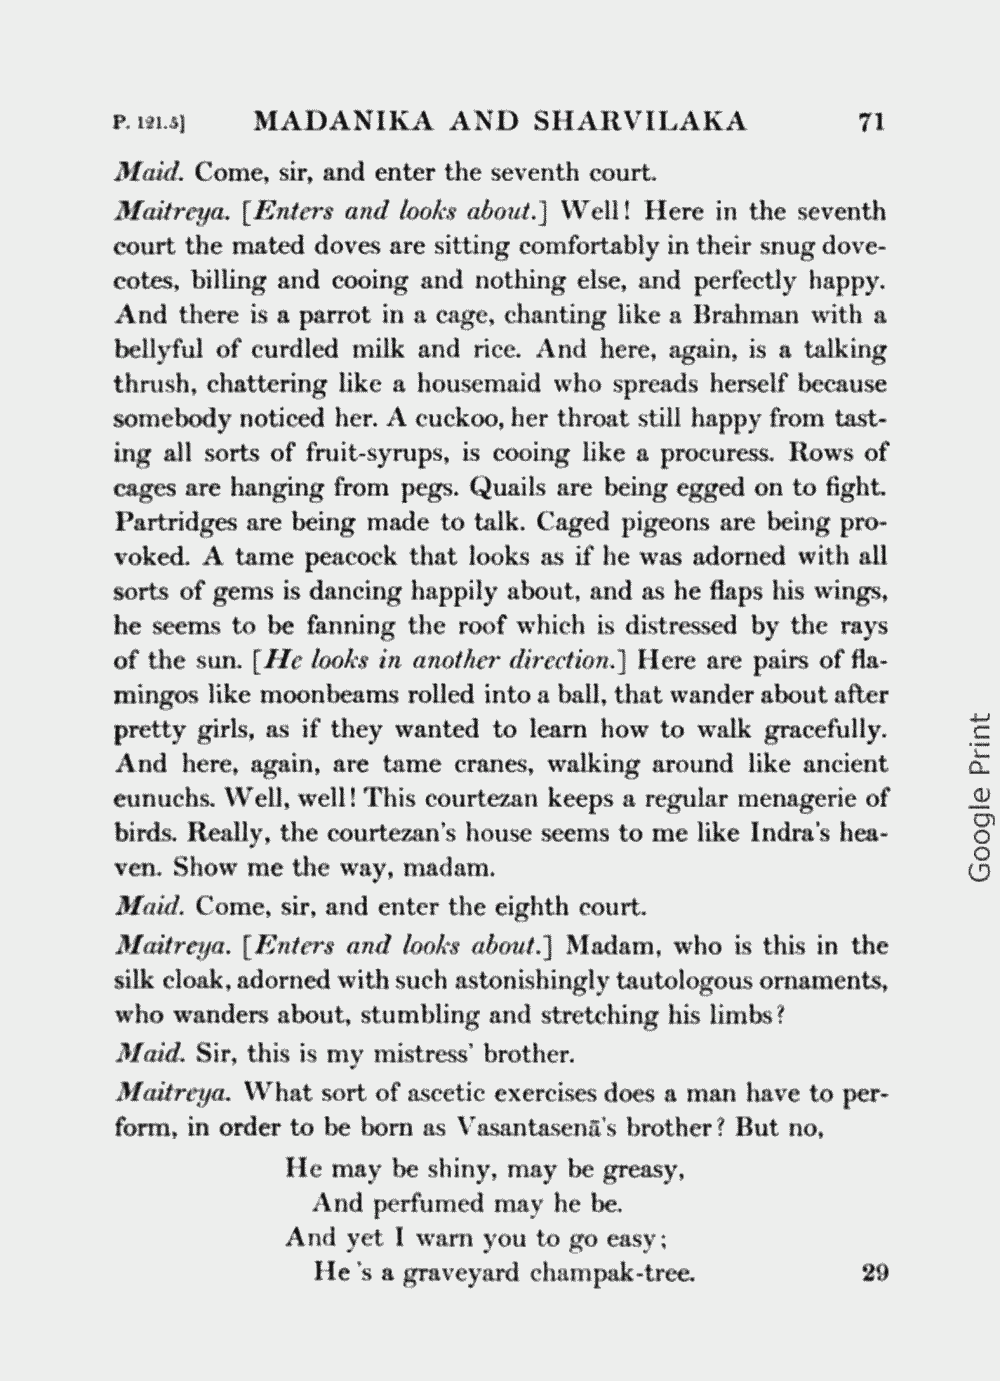 P. 121.5] MADANIKA AND SHARVILAKA 71
Maid. Come, sir, and enter the seventh court.
Maitreya. [Enters and looks about.] Well! Here in the seventh
court the mated doves are sitting comfortably in their snug dove-
cotes, billing and cooing and nothing else, and perfectly happy.
And there is a parrot in a cage, chanting like a Brahman with a
bellyful of curdled milk and rice. And here, again, is a talking
thrush, chattering like a housemaid who spreads herself because
somebody noticed her. A cuckoo, her throat still happy from tast-
ing all sorts of fruit-syrups, is cooing like a procuress. Rows of
cages are hanging from pegs. Quails are being egged on to fight.
Partridges are being made to talk. Caged pigeons are being pro-
voked. A tame peacock that looks as if he was adorned with all
sorts of gems is dancing happily about, and as he flaps his wings,
he seems to be fanning the roof which is distressed by the rays
of the sun. [He looks in another direction.] Here are pairs of fla-
mingos like moonbeams rolled into a ball, that wander about after
pretty girls, as if they wanted to learn how to walk gracefully.
And here, again, are tame cranes, walking around like ancient
eunuchs. Well, well! This courtezan keeps a regular menagerie of
birds. Really, the courtezan's house seems to me like Indra's hea-
ven. Show me the way, madam.
Maid. Come, sir, and enter the eighth court.
Maitreya. [Enters and looks about.] Madam, who is this in the
silk cloak, adorned with such astonishingly tautologous ornaments,
who wanders about, stumbling and stretching his limbs?
Maid. Sir, this is my mistress' brother.
Maitreya. What sort of ascetic exercises does a man have to per-
form, in order to be born as Vasantasenā's brother? But no,
He may be shiny, may be greasy,
And perfumed may he be.
And yet I warn you to go easy;
He's a graveyard champak-tree. 29
Google Print